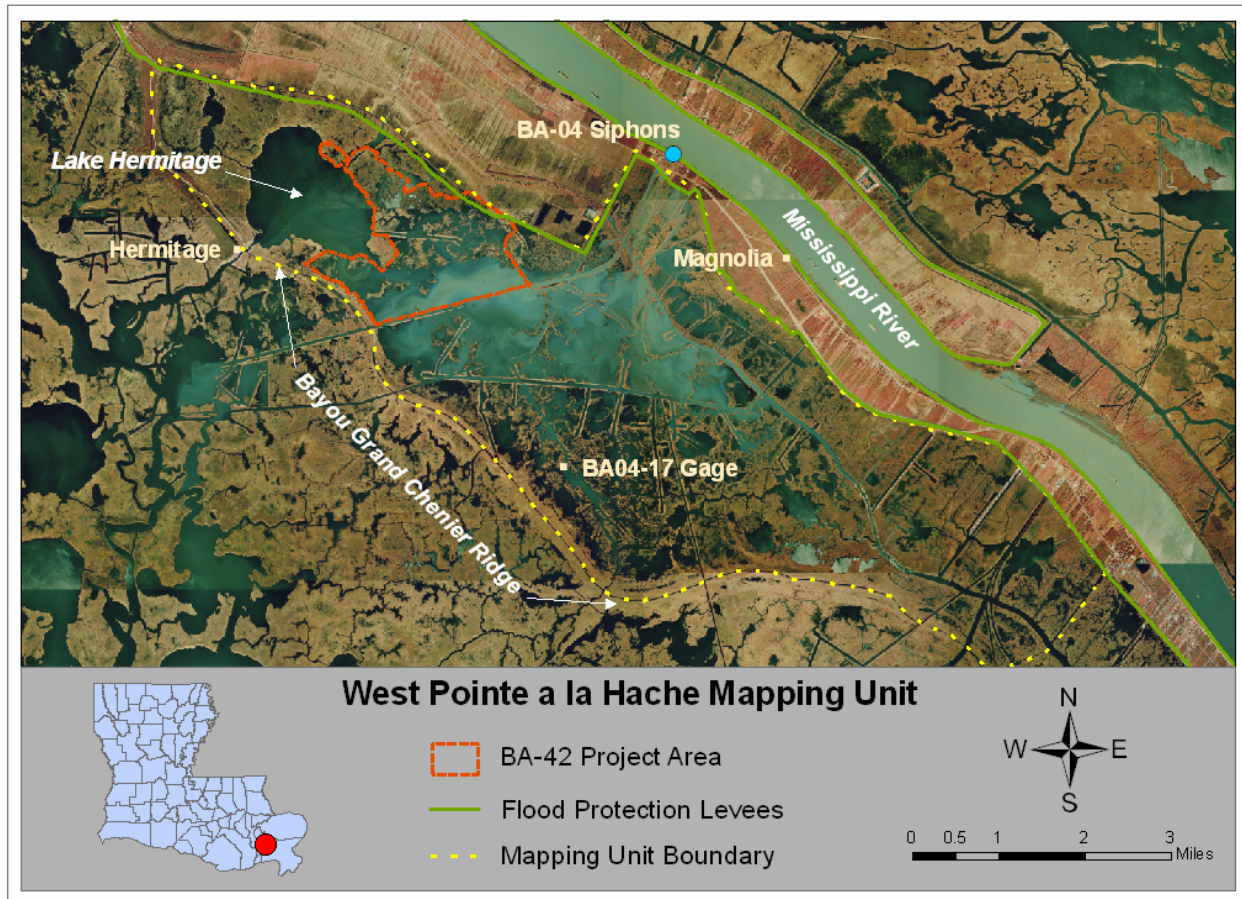 BA-04 Siphons
Lake Hermitage
Hermitage
Magnolia
Mississippi River
BA04-17 Gage
Bayou Grand Chenier Ridge
West Pointe a la Hache Mapping Unit
BA-42 Project Area
Flood Protection Levees
Mapping Unit Boundary
N
W E
S
0 0.5 1 2 3
Miles